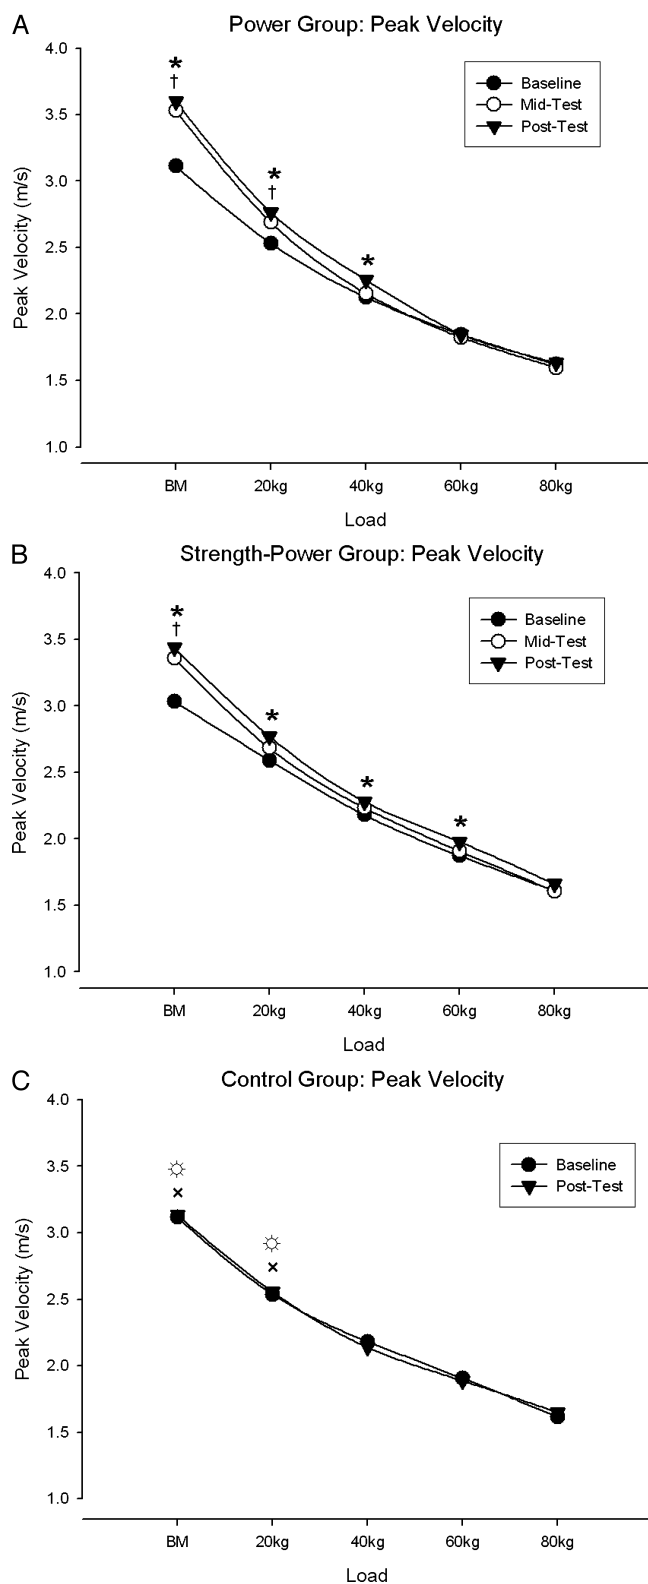 A
Power Group: Peak Velocity
4.0
3.5
3.0
2.5
2.0
1.5
1.0
Peak Velocity (m/s)
*
†
*
†
*
Baseline
Mid-Test
Post-Test
BM 20kg 40kg 60kg 80kg
Load
B
Strength-Power Group: Peak Velocity
4.0
3.5
3.0
2.5
2.0
1.5
1.0
Peak Velocity (m/s)
*
†
*
*
*
Baseline
Mid-Test
Post-Test
BM 20kg 40kg 60kg 80kg
Load
C
Control Group: Peak Velocity
4.0
3.5
3.0
2.5
2.0
1.5
1.0
Peak Velocity (m/s)
☼
×
☼
×
Baseline
Post-Test
BM 20kg 40kg 60kg 80kg
Load